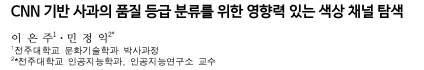 CNN 기반 사과의 품질 등급 분류를 위한 영향력 있는 색상 채널 탐색
이 은 주¹・민 정 익²*
¹전주대학교 문화기술학과 박사과정
²*전주대학교 인공지능학과, 인공지능연구소 교수